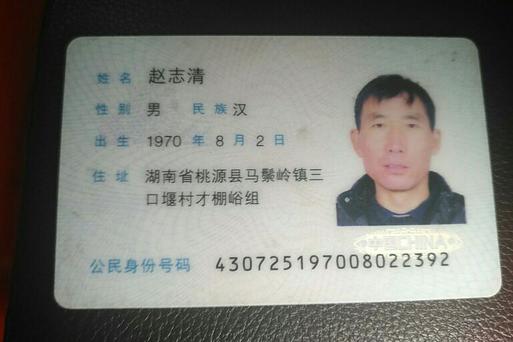 姓名 赵志清
性别 男 民族 汉
出生 1970 年 8 月 2 日
住址 湖南省桃源县马鬃岭镇三
口堰村才棚峪组
中国CHINA
公民身份号码 430725197008022392